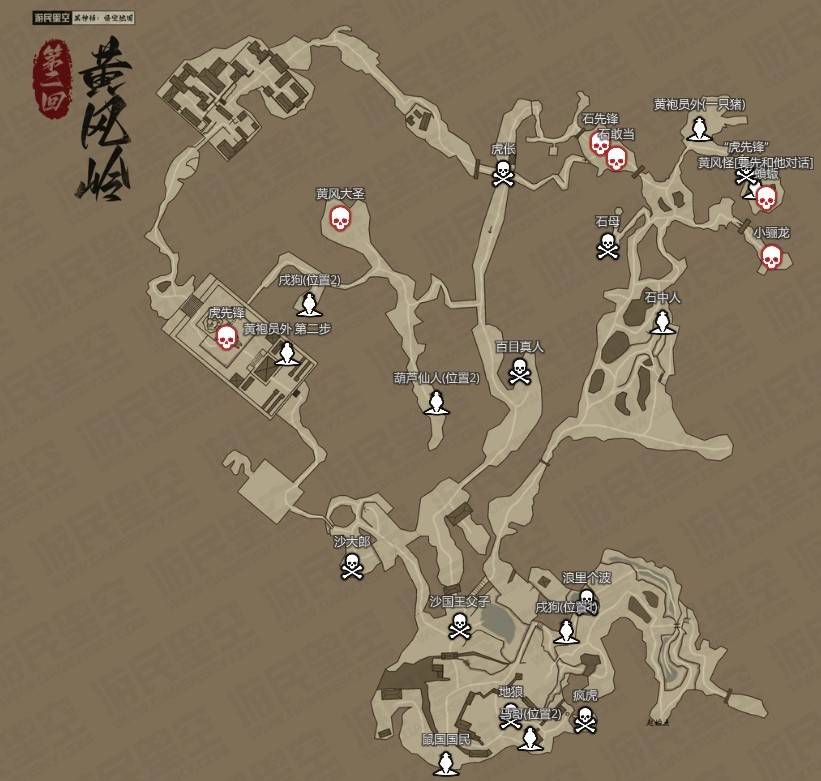 游民星空
黑神话：悟空地图
第二回
黄风岭
黄袍员外(一只猪)
石先锋
石敢当
虎伥
"虎先锋"
黄风怪[要先和他对话]
蝜蝂
黄风大圣
石母
小骊龙
戌狗(位置2)
石中人
虎先锋
黄袍员外 第二步
百目真人
葫芦仙人(位置2)
沙大郎
浪里个波
沙国王父子
戌狗(位置1)
地狼
疯虎
马哥(位置2)
起始点
鼠国国民